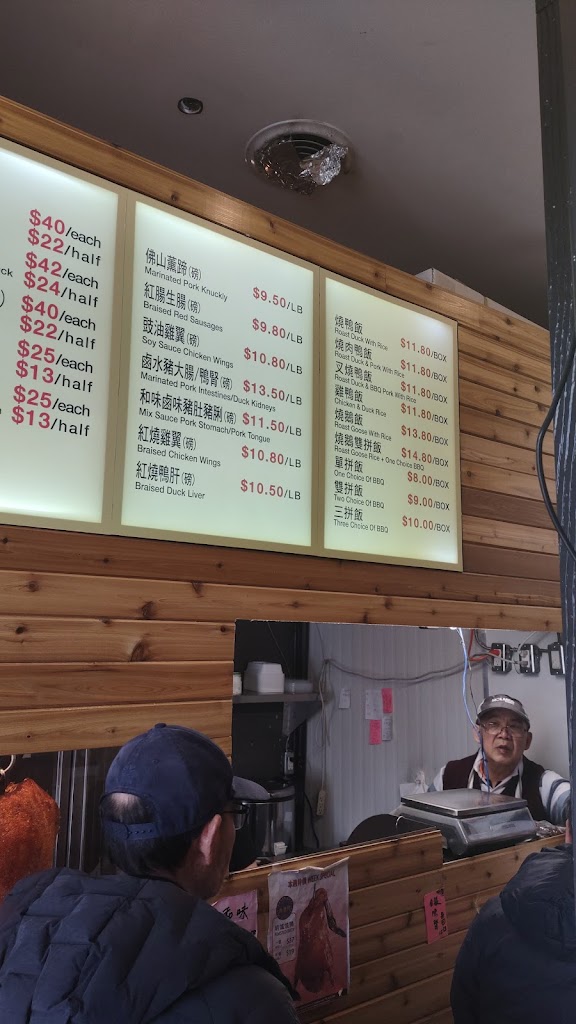 $40/each
$22/half
$42/each
$24/half
$40/each
$22/half
$25/each
$13/half
$25/each
$13/half
佛山薰蹄(磅)
Marinated Pork Knuckly $9.50/LB
紅腸生腸(磅)
Braised Red Sausages $9.80/LB
豉油雞翼(磅)
Soy Sauce Chicken Wings $10.80/LB
鹵水豬大腸/鴨腎(磅)
Marinated Pork Intestines/Duck Kidneys $13.50/LB
和味鹵味豬肚豬脷(磅)
Mix Sauce Pork Stomach/Pork Tongue $11.50/LB
紅燒雞翼(磅)
Braised Chicken Wings $10.80/LB
紅燒鴨肝(磅)
Braised Duck Liver $10.50/LB
燒鴨飯
Roast Duck With Rice $11.80/BOX
燒肉鴨飯
Roast Duck & Pork With Rice $11.80/BOX
叉燒鴨飯
Roast Duck & BBQ Pork With Rice $11.80/BOX
雞鴨飯
Chicken & Duck Rice $11.80/BOX
燒鵝飯
Roast Goose With Rice $13.80/BOX
燒鵝雙拼飯
Roast Goose Rice + One Choice BBQ $14.80/BOX
單拼飯
One Choice Of BBQ $8.00/BOX
雙拼飯
Two Choice Of BBQ $9.00/BOX
三拼飯
Three Choice Of BBQ $10.00/BOX
本週特價 WEEK SPECIAL
味